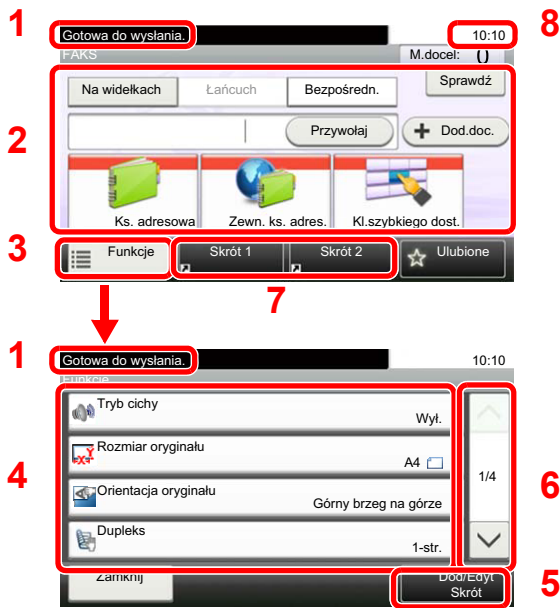 1 Gotowa do wysłania. 10:10 8
FAKS M.docel: ()
Na widełkach Łańcuch Bezpośredn. Sprawdź
2 Przywołaj + Dod.doc.
Ks. adresowa Zewn. ks. adres. Kl.szybkiego dost.
3 Funkcje Skrót 1 Skrót 2 Ulubione
7
1 Gotowa do wysłania. 10:10
Funkcje
Tryb cichy
Wył.
Rozmiar oryginału
A4
4 1/4 6
Orientacja oryginału
Górny brzeg na górze
Dupleks
1-str.
Zamknij Dod/Edyt
Skrót 5